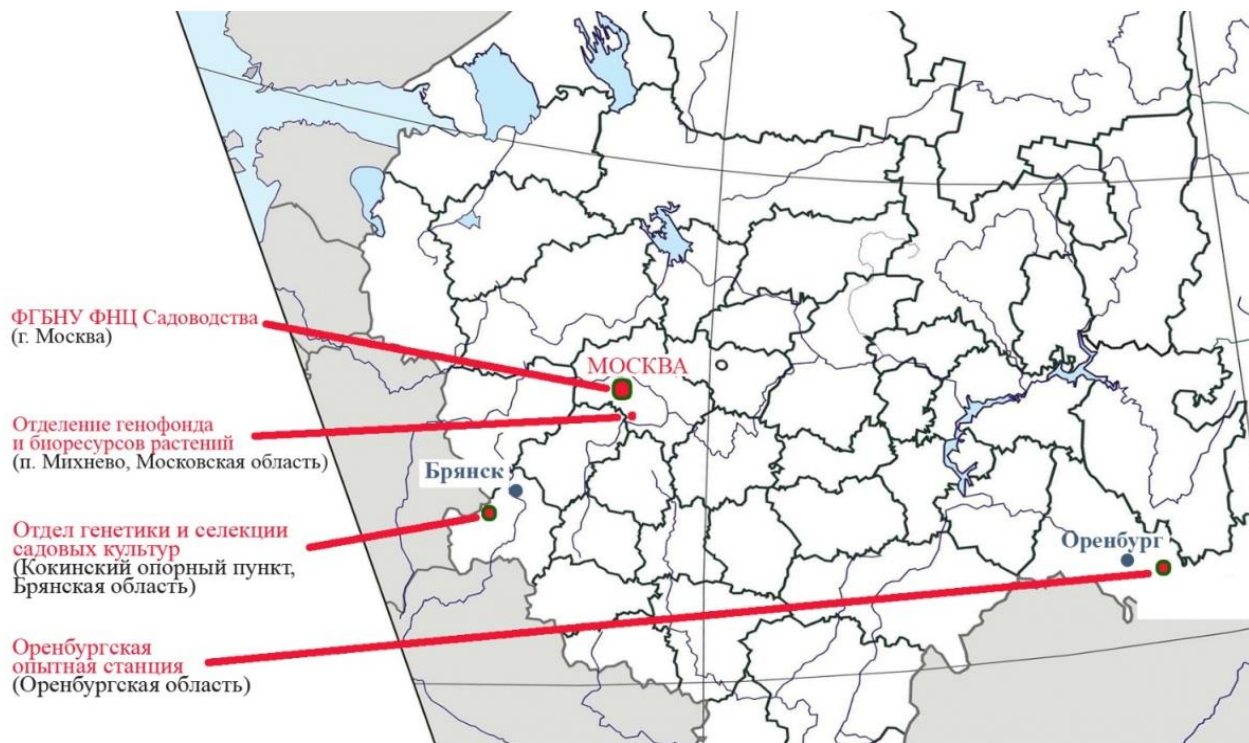 ФГБНУ ФНЦ Садоводства
(г. Москва)
МОСКВА
Отделение генофонда
и биоресурсов растений
(п. Михнево, Московская область)
Брянск
Отдел генетики и селекции
садовых культур
(Кокинский опорный пункт,
Брянская область)
Оренбург
Оренбургская
опытная станция
(Оренбургская область)